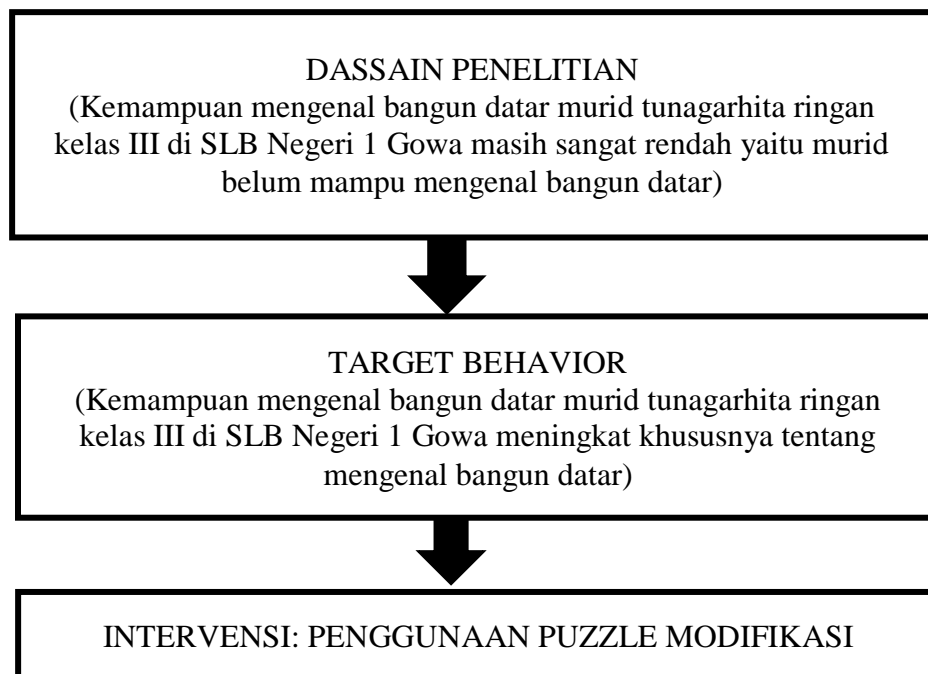 DASSAIN PENELITIAN
(Kemampuan mengenal bangun datar murid tunagarhita ringan
kelas III di SLB Negeri 1 Gowa masih sangat rendah yaitu murid
belum mampu mengenal bangun datar)
TARGET BEHAVIOR
(Kemampuan mengenal bangun datar murid tunagarhita ringan
kelas III di SLB Negeri 1 Gowa meningkat khususnya tentang
mengenal bangun datar)
INTERVENSI: PENGGUNAAN PUZZLE MODIFIKASI